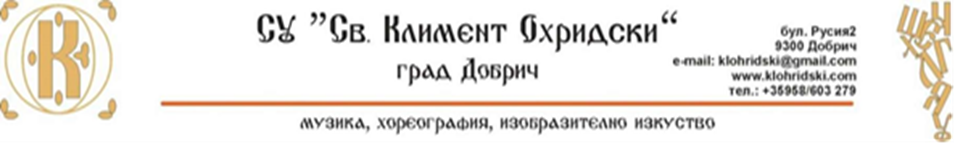 К
СУ ”Св. Климент Охридски“
град Добрич
бул. Русия2
9300 Добрич
e-mail: klohridski@gmail.com
www.klohridski.com
тел.: +35958/603 279
музика, хореография, изобразително изкуство